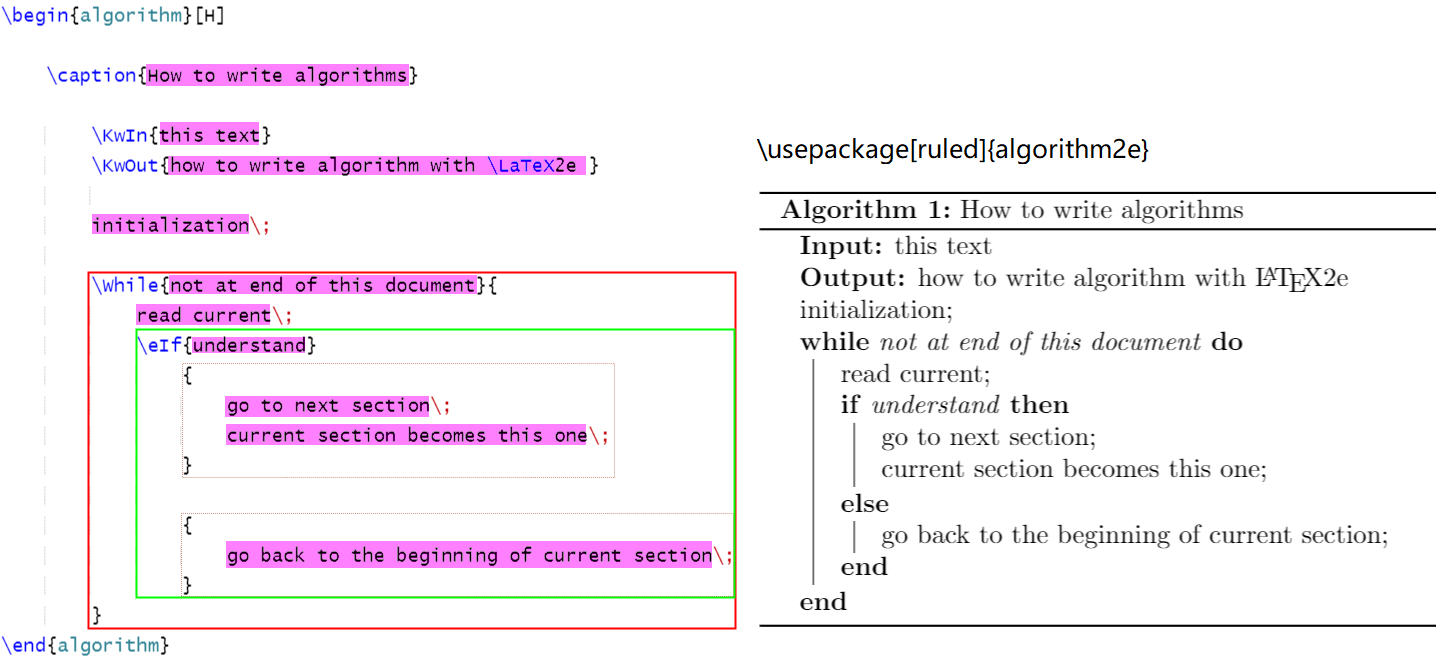 \begin{algorithm}[H]
\caption{How to write algorithms}
\KwIn{this text}
\KwOut{how to write algorithm with \LaTeX2e }
initialization\;
\While{not at end of this document}{
read current\;
\eIf{understand}
{
go to next section\;
current section becomes this one\;
}
{
go back to the beginning of current section\;
}
}
\end{algorithm}
\usepackage[ruled]{algorithm2e}
Algorithm 1: How to write algorithms
Input: this text
Output: how to write algorithm with LATEX2e
initialization;
while not at end of this document do
read current;
if understand then
go to next section;
current section becomes this one;
else
go back to the beginning of current section;
end
end